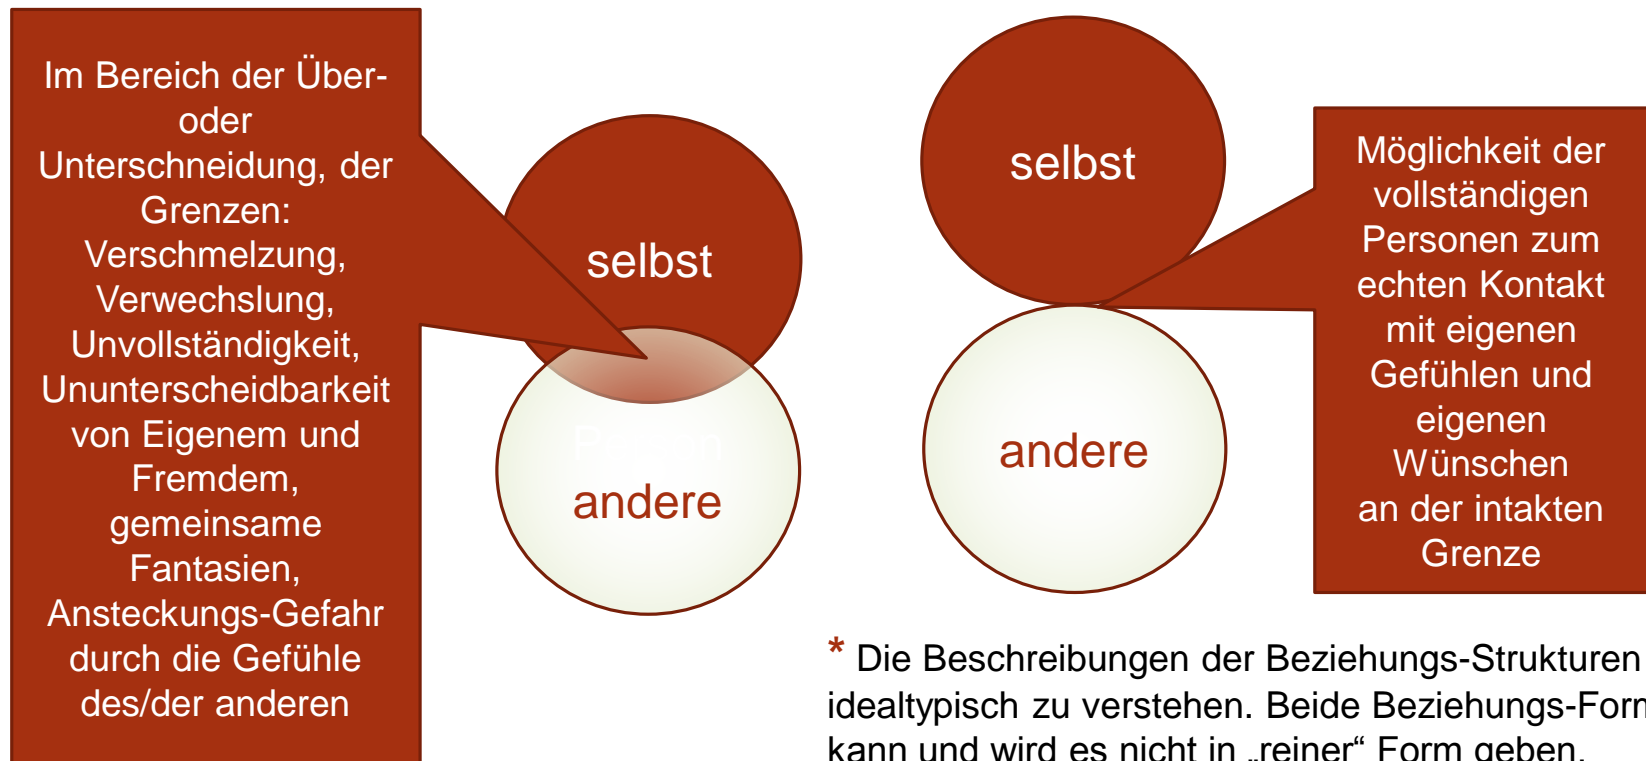 Im Bereich der Über-
oder
Unterschneidung, der
Grenzen:
Verschmelzung,
Verwechslung,
Unvollständigkeit,
Ununterscheidbarkeit
von Eigenem und
Fremdem,
gemeinsame
Fantasien,
Ansteckungs-Gefahr
durch die Gefühle
des/der anderen
selbst
andere
selbst
andere
Möglichkeit der
vollständigen
Personen zum
echten Kontakt
mit eigenen
Gefühlen und
eigenen
Wünschen
an der intakten
Grenze
* Die Beschreibungen der Beziehungs-Strukturen
idealtypisch zu verstehen. Beide Beziehungs-Form
kann und wird es nicht in „reiner“ Form geben.